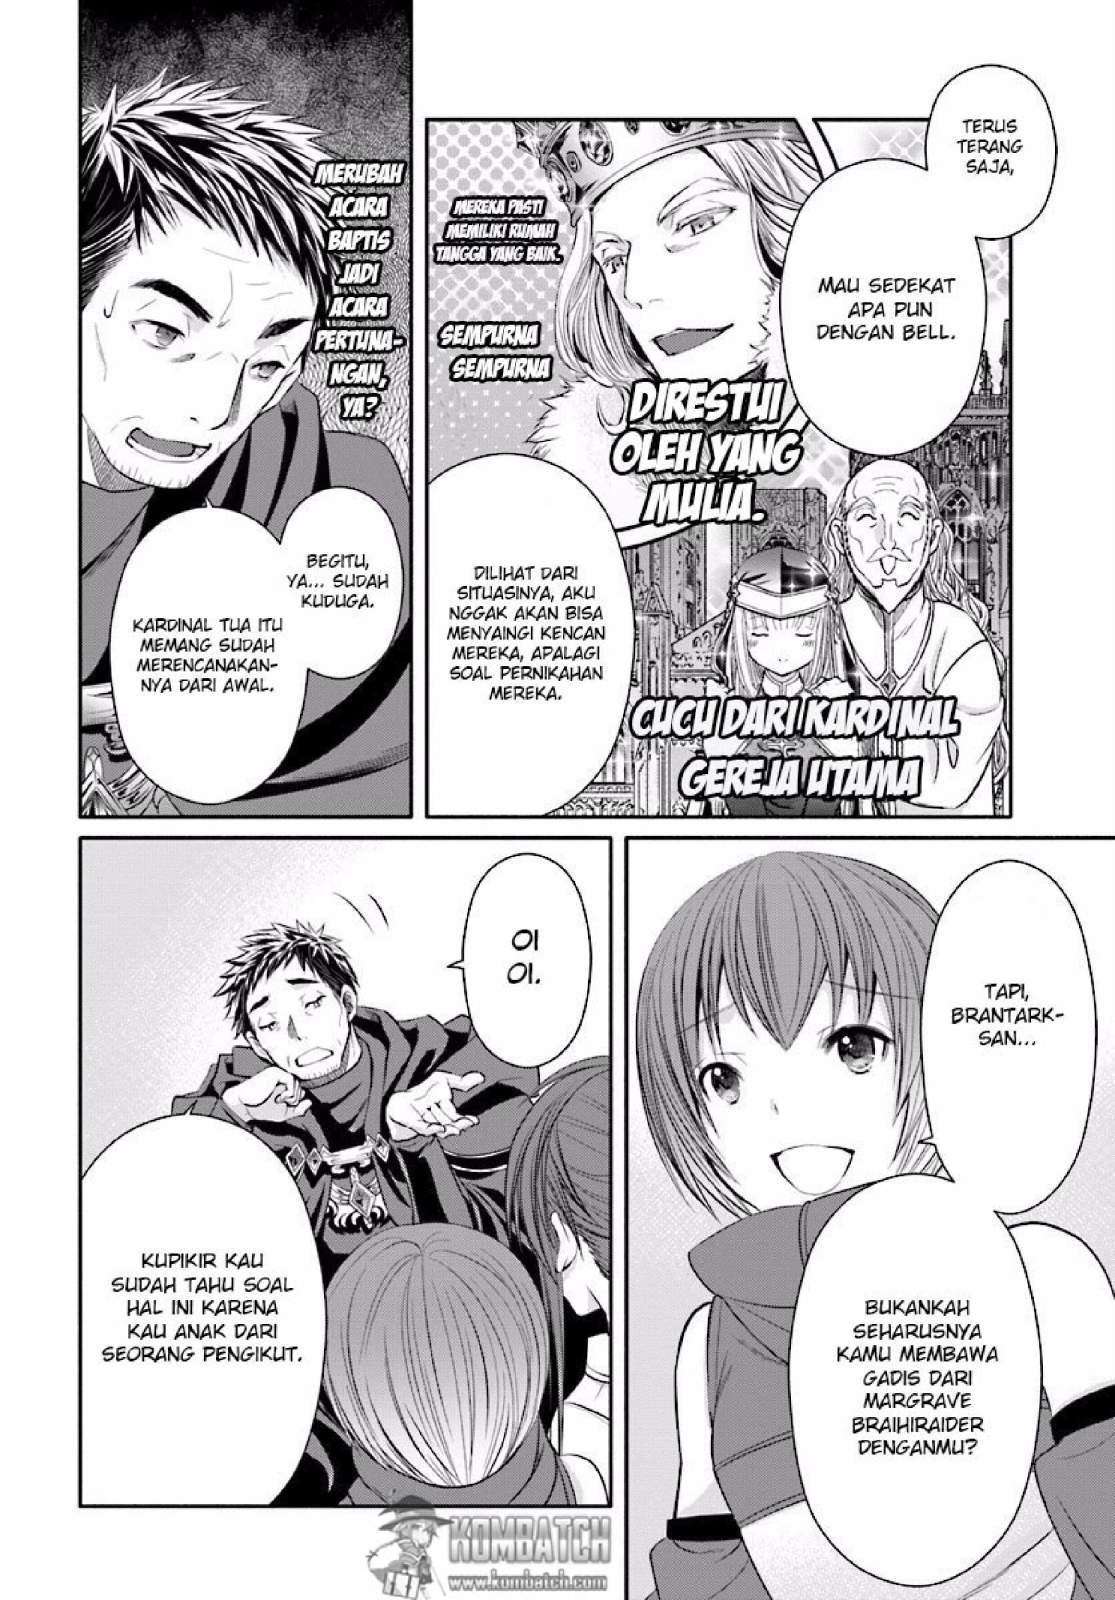 TERUS
TERANG
SAJA,
MAU SEDEKAT
APA PUN
DENGAN BELL.
MEREKA PASTI
MEMILIKI RUMAH
TANGGA YANG BAIK.
SEMPURNA
SEMPURNA
DIRESTUI
OLEH YANG
MULIA.
CUCU DARI KARDINAL
GEREJA UTAMA
DILIHAT DARI
SITUASINYA, AKU
NGGAK AKAN BISA
MENYAINGI KENCAN
MEREKA, APALAGI
SOAL PERNIKAHAN
MEREKA.
MERUBAH
ACARA
BAPTIS
JADI
ACARA
PERTUNA-
NGAN,
YA?
BEGITU,
YA... SUDAH
KUDUGA.
KARDINAL TUA ITU
MEMANG SUDAH
MERENCANAKAN-
NYA DARI AWAL.
TAPI,
BRANTARK-
SAN...
BUKANKAH
SEHARUSNYA
KAMU MEMBAWA
GADIS DARI
MARGRAVE
BRAIHIRAIDER
DENGANMU?
OI
OI.
KUPIKIR KAU
SUDAH TAHU SOAL
HAL INI KARENA
KAU ANAK DARI
SEORANG PENGIKUT.
KOMBATCH
www.kombatch.com